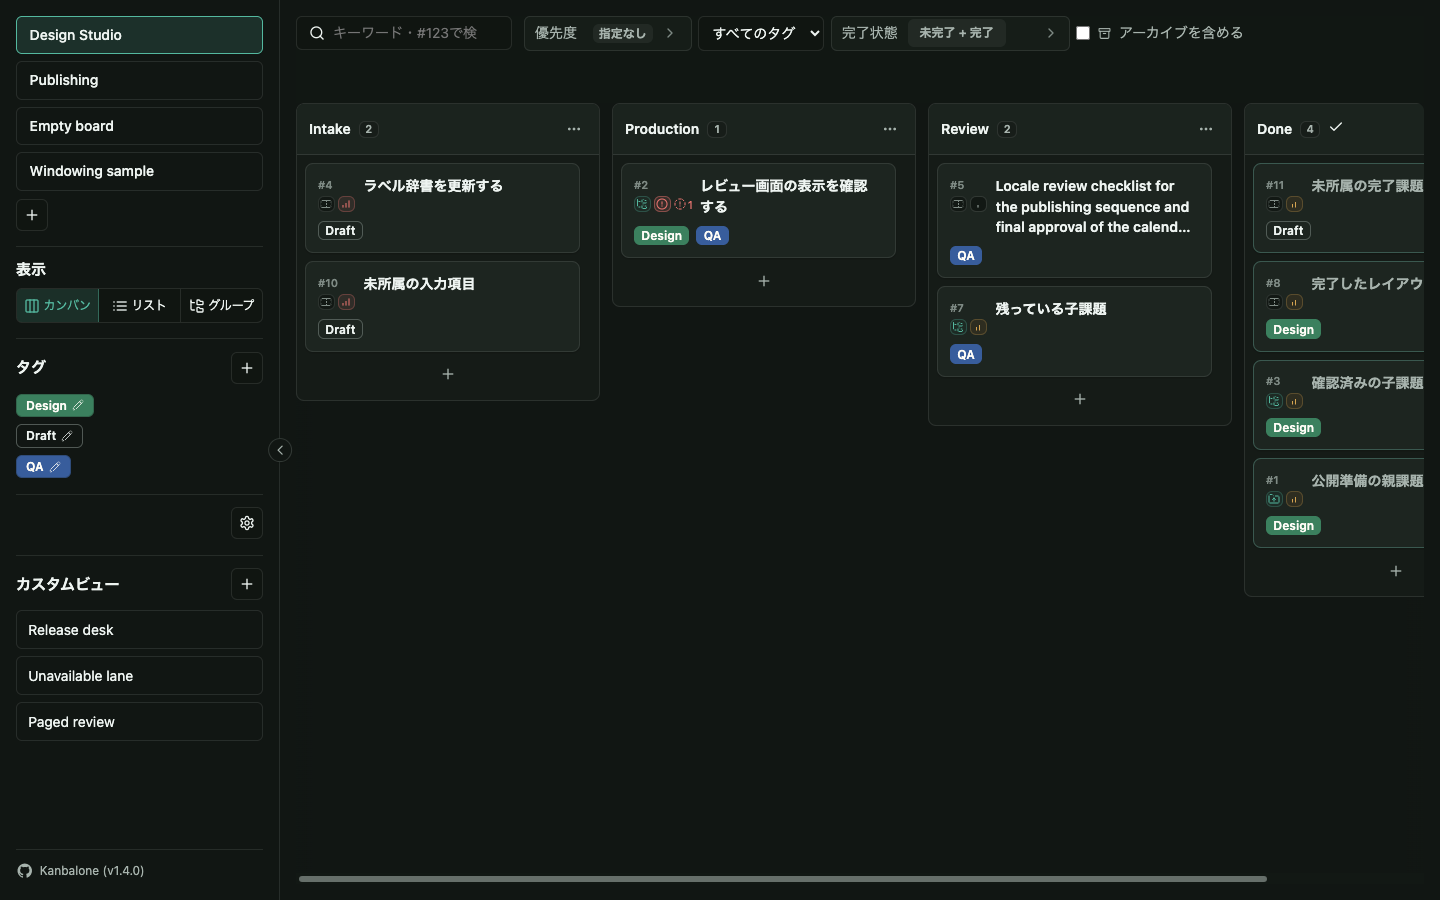 Design Studio
Publishing
Empty board
Windowing sample
表示
カンバン
リスト
グループ
タグ
Design
Draft
QA
カスタムビュー
Release desk
Unavailable lane
Paged review
Kanbalone (v1.4.0)
キーワード・#123で検
優先度 指定なし
すべてのタグ
完了状態 未完了 + 完了
アーカイブを含める
Intake 2
#4 ラベル辞書を更新する
Draft
#10 未所属の入力項目
Draft
Production 1
#2 レビュー画面の表示を確認
する
1
Design QA
Review 2
#5 Locale review checklist for
the publishing sequence and
final approval of the calend...
QA
#7 残っている子課題
QA
Done 4
#11 未所属の完了課題
Draft
#8 完了したレイアウ
Design
#3 確認済みの子課題
Design
#1 公開準備の親課題
Design